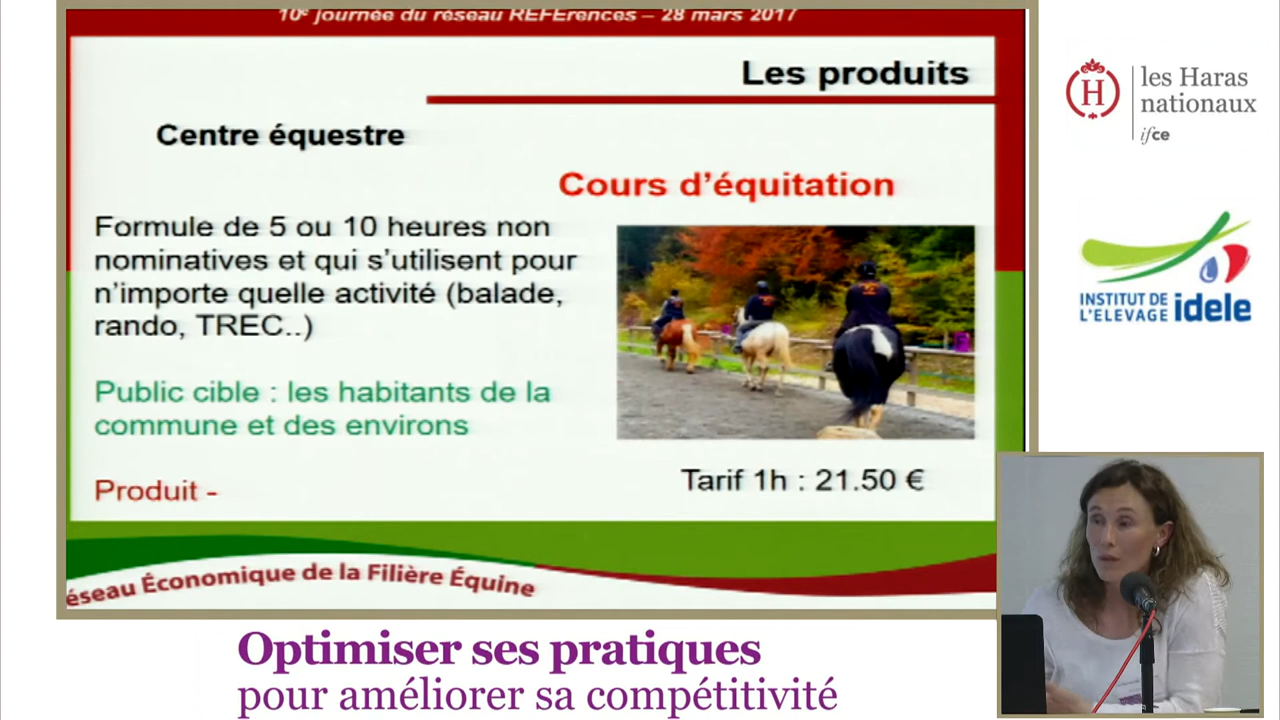 10e journée du réseau REFErences – 28 mars 2017
Les produits
Centre équestre
Cours d'équitation
Formule de 5 ou 10 heures non
nominatives et qui s'utilisent pour
n'importe quelle activité (balade,
rando, TREC..)
Public cible : les habitants de la
commune et des environs
Produit -
Tarif 1h : 21.50 €
éseau Économique de la Filière Équine
Optimiser ses pratiques
pour améliorer sa compétitivité
H
les Haras
nationaux
ifce
INSTITUT DE
L'ELEVAGE idele